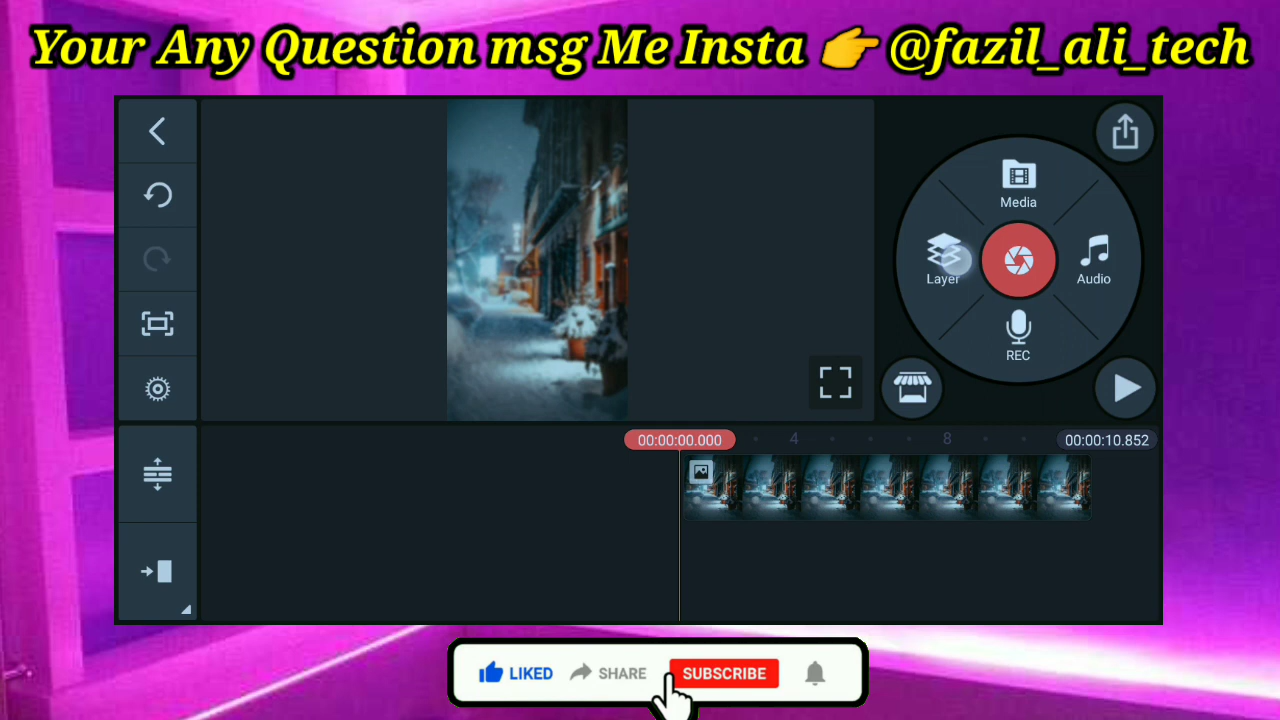 Your Any Question msg Me Insta 👉 @fazil_ali_tech
Media
Layer
Audio
REC
00:00:00.000
4
8
00:00:10.852
LIKED
SHARE
SUBSCRIBE